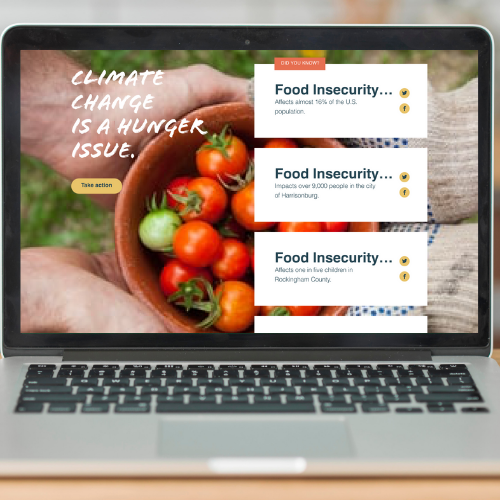 CLIMATE
CHANGE
IS A HUNGER
ISSUE.
Take action
DID YOU KNOW?
Food Insecurity...
Affects almost 16% of the U.S.
population.
Food Insecurity...
Impacts over 9,000 people in the city
of Harrisonburg.
Food Insecurity...
Affects one in five children in
Rockingham County.